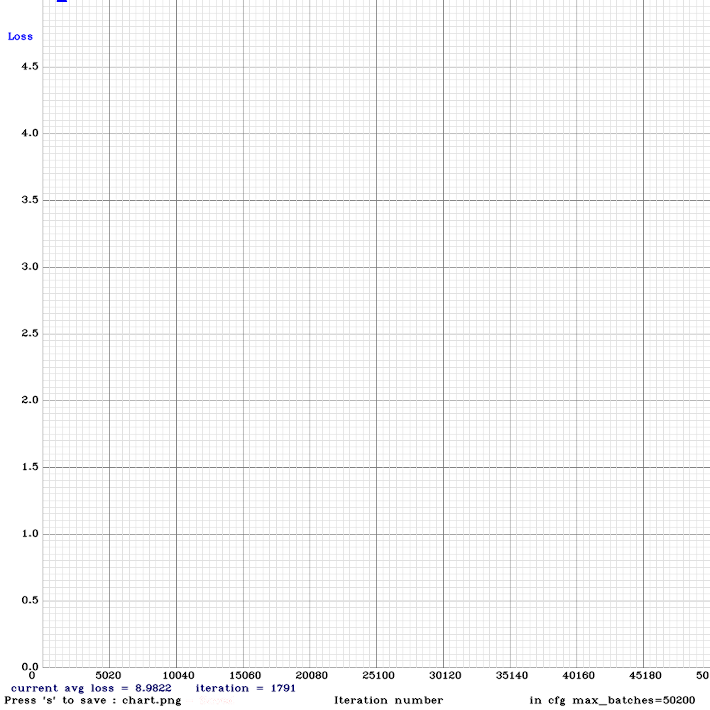 Loss
4.5
4.0
3.5
3.0
2.5
2.0
1.5
1.0
0.5
0.0
0 5020 10040 15060 20080 25100 30120 35140 40160 45180 50
current avg loss = 8.9822 iteration = 1791
Press 's' to save : chart.png Iteration number in cfg max_batches=50200